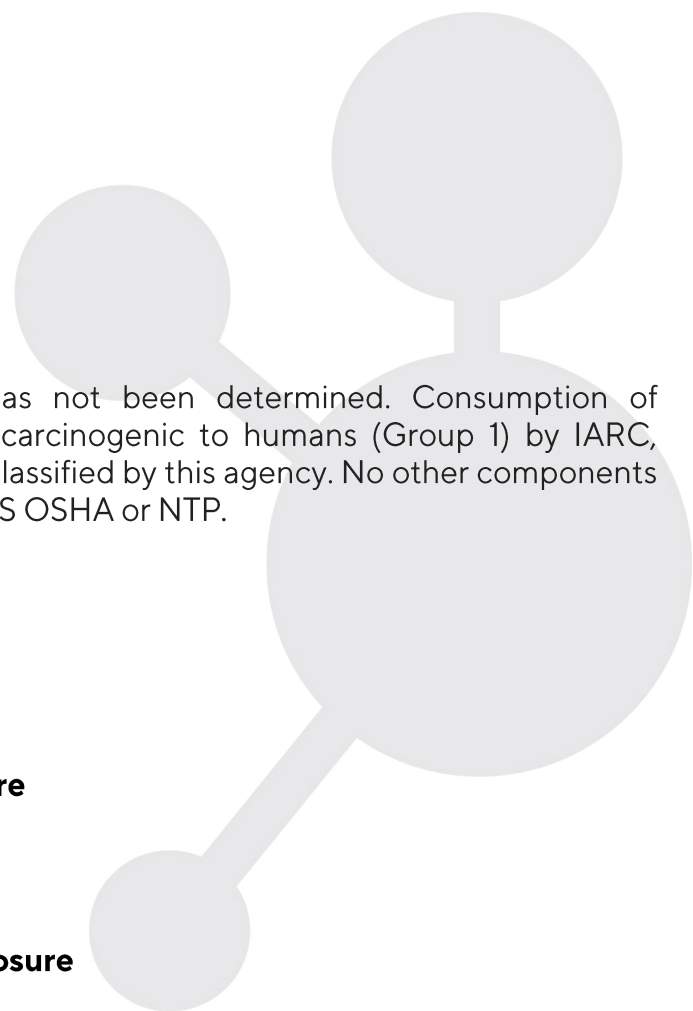 as not been determined. Consumption of
carcinogenic to humans (Group 1) by IARC,
lassified by this agency. No other components
S OSHA or NTP.
re
osure